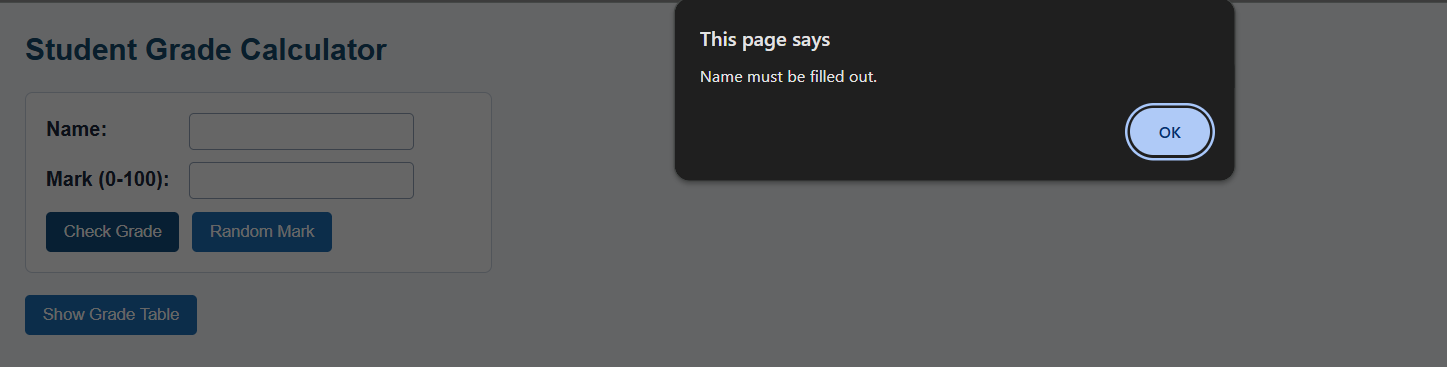 Student Grade Calculator
This page says
Name must be filled out.
OK
Name:
Mark (0-100):
Check Grade Random Mark
Show Grade Table